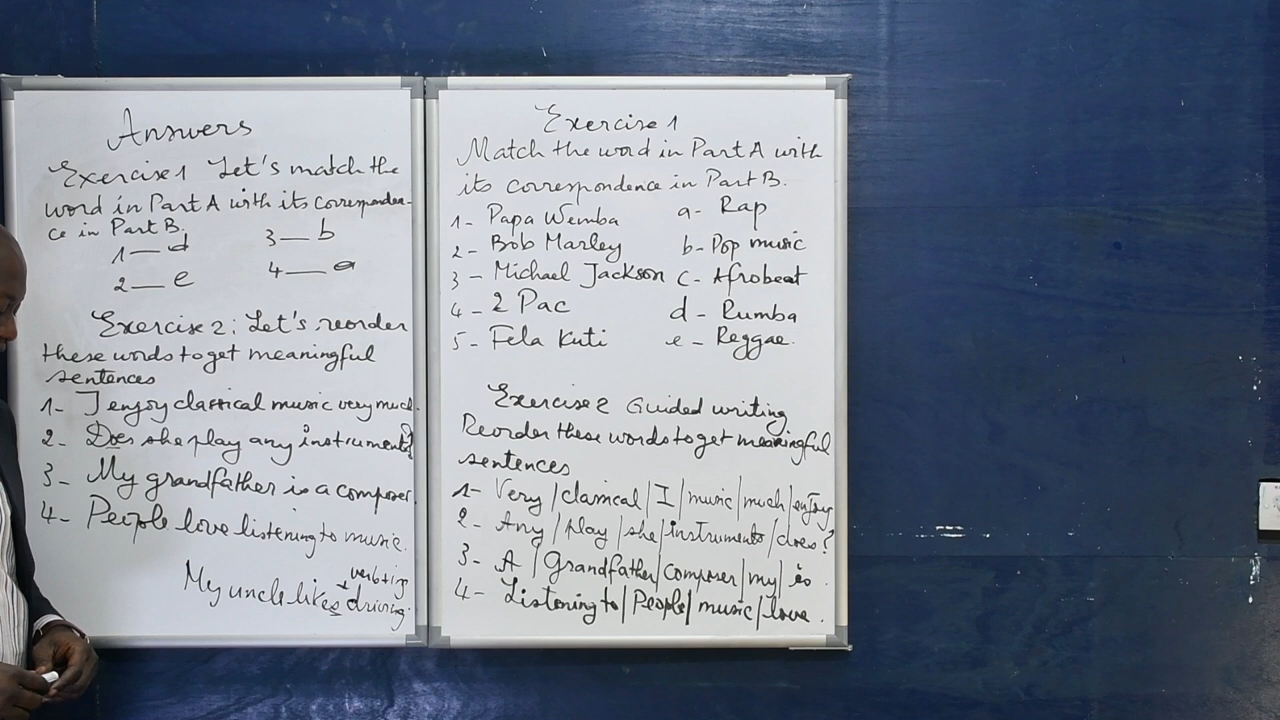 Answers
Exercise 1 Let's match the
word in Part A with its corresponden-
ce in Part B.
1 — d 3 — b
2 — e 4 — a
Exercise 2: Let's reorder
these words to get meaningful
sentences
1- I enjoy classical music very much.
2- Does she play any instruments?
3- My grandfather is a composer
4- People love listening to music.
verb+ing
My uncle likes driving.
Exercise 1
Match the word in Part A with
its correspondence in Part B.
1- Papa Wemba a- Rap
2- Bob Marley b- Pop music
3- Michael Jackson c- Afrobeat
4- 2 Pac d- Rumba
5- Fela Kuti e- Reggae.
Exercise 2 Guided writing
Reorder these words to get meaningful
sentences
1- Very / classical / I / music / much / enjoy
2- Any / play / she / instruments / does?
3- A / Grandfather / composer / my / is.
4- Listening to / People / music / love.